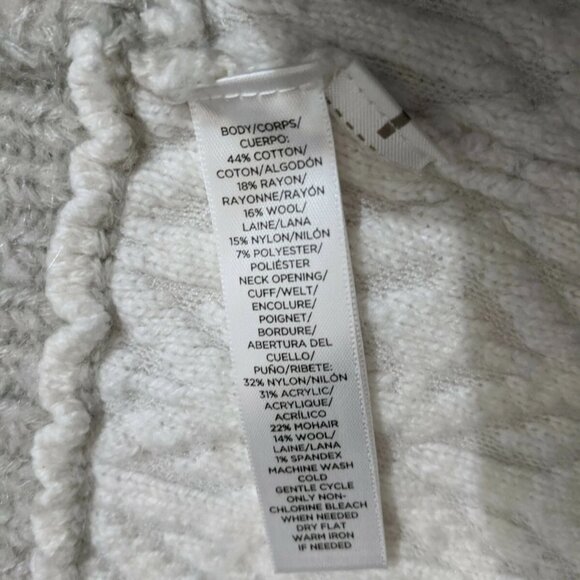 BODY/CORPS/
CUERPO:
44% COTTON/
COTON/ALGODÓN
18% RAYON/
RAYONNE/RAYÓN
16% WOOL/
LAINE/LANA
15% NYLON/NILÓN
7% POLYESTER/
POLIÉSTER
NECK OPENING/
CUFF/WELT/
ENCOLURE/
POIGNET/
BORDURE/
ABERTURA DEL
CUELLO/
PUÑO/RIBETE:
32% NYLON/NILÓN
31% ACRYLIC/
ACRYLIQUE/
ACRÍLICO
22% MOHAIR
14% WOOL/
LAINE/LANA
1% SPANDEX
MACHINE WASH
COLD
GENTLE CYCLE
ONLY NON-
CHLORINE BLEACH
WHEN NEEDED
DRY FLAT
WARM IRON
IF NEEDED